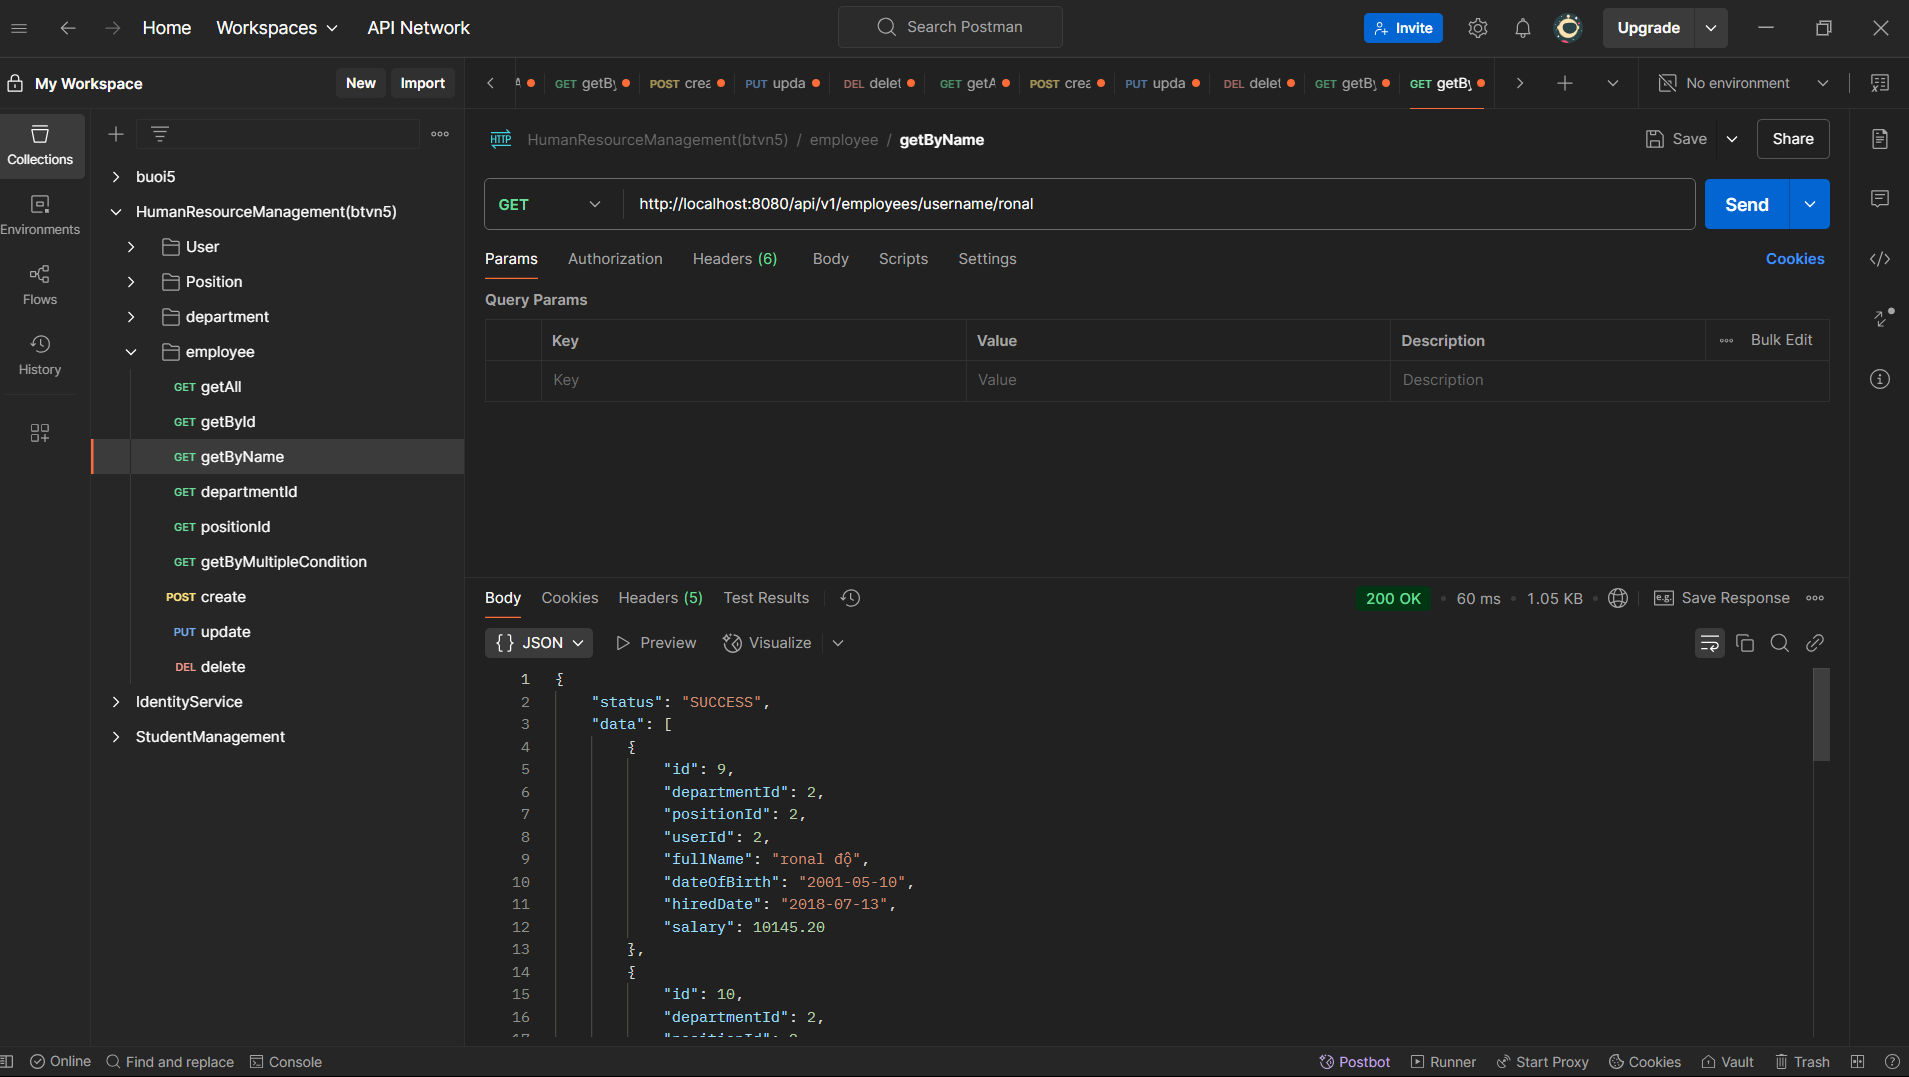 Home Workspaces API Network Search Postman Invite Upgrade
My Workspace New Import
getBy POST crea PUT upda DEL delet GET getA POST crea PUT upda DEL delet GET getBy GET getBy No environment
Collections
Environments
Flows
History
buoi5
HumanResourceManagement(btvn5)
User
Position
department
employee
GET getAll
GET getById
GET getByName
GET departmentId
GET positionId
GET getByMultipleCondition
POST create
PUT update
DEL delete
IdentityService
StudentManagement
HTTP HumanResourceManagement(btvn5) / employee / getByName Save Share
GET http://localhost:8080/api/v1/employees/username/ronal Send
Params Authorization Headers (6) Body Scripts Settings Cookies
Query Params
Key Value Description Bulk Edit
Key Value Description
Body Cookies Headers (5) Test Results 200 OK 60 ms 1.05 KB e.g. Save Response
{} JSON Preview Visualize
1 {
2 "status": "SUCCESS",
3 "data": [
4 {
5 "id": 9,
6 "departmentId": 2,
7 "positionId": 2,
8 "userId": 2,
9 "fullName": "ronal độ",
10 "dateOfBirth": "2001-05-10",
11 "hiredDate": "2018-07-13",
12 "salary": 10145.20
13 },
14 {
15 "id": 10,
16 "departmentId": 2,
Online Find and replace Console Postbot Runner Start Proxy Cookies Vault Trash